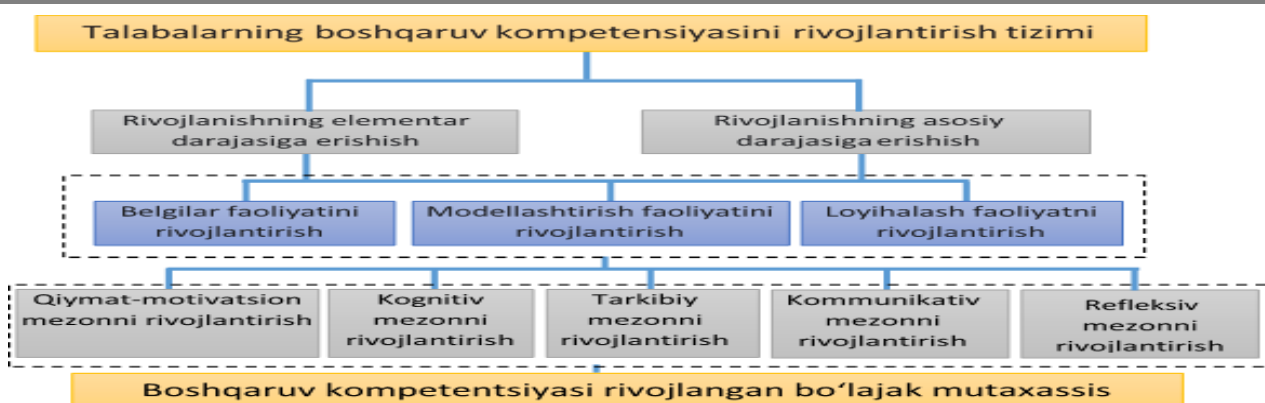 Talabalarning boshqaruv kompetensiyasini rivojlantirish tizimi
Rivojlanishning elementar
darajasiga erishish
Rivojlanishning asosiy
darajasiga erishish
Belgilar faoliyatini
rivojlantirish
Modellashtirish faoliyatini
rivojlantirish
Loyihalash faoliyatni
rivojlantirish
Qiymat-motivatsion
mezonni rivojlantirish
Kognitiv
mezonni
rivojlantirish
Tarkibiy
mezonni
rivojlantirish
Kommunikativ
mezonni
rivojlantirish
Refleksiv
mezonni
rivojlantirish
Boshqaruv kompetentsiyasi rivojlangan bo‘lajak mutaxassis